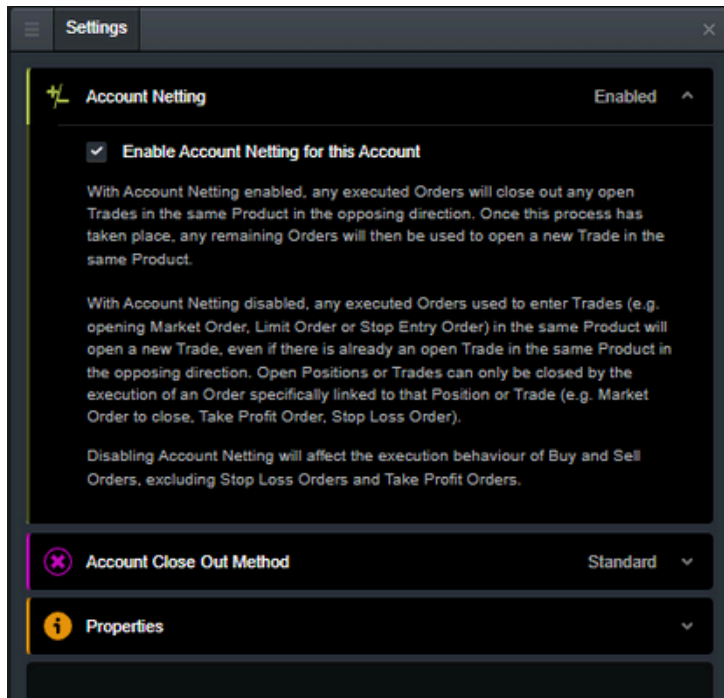 Settings
Account Netting Enabled
Enable Account Netting for this Account
With Account Netting enabled, any executed Orders will close out any open
Trades in the same Product in the opposing direction. Once this process has
taken place, any remaining Orders will then be used to open a new Trade in the
same Product.
With Account Netting disabled, any executed Orders used to enter Trades (e.g.
opening Market Order, Limit Order or Stop Entry Order) in the same Product will
open a new Trade, even if there is already an open Trade in the same Product in
the opposing direction. Open Positions or Trades can only be closed by the
execution of an Order specifically linked to that Position or Trade (e.g. Market
Order to close, Take Profit Order, Stop Loss Order).
Disabling Account Netting will affect the execution behaviour of Buy and Sell
Orders, excluding Stop Loss Orders and Take Profit Orders.
Account Close Out Method Standard
Properties